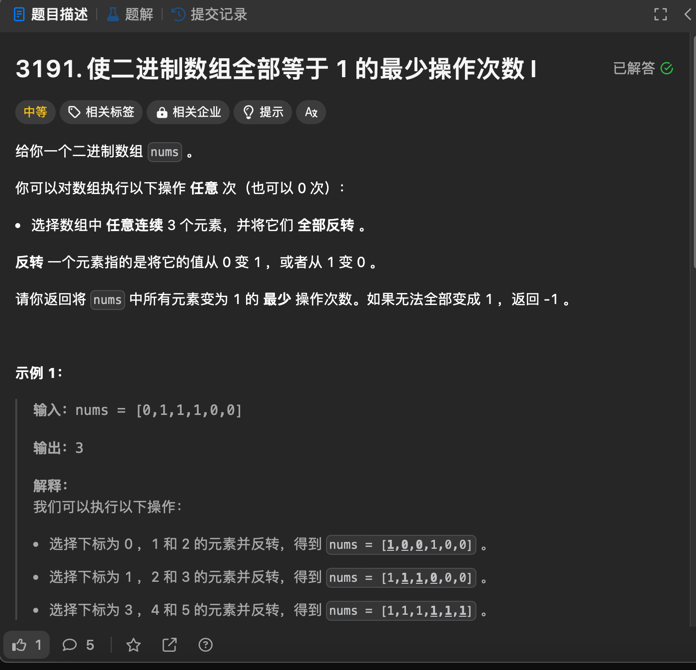 题目描述 题解 提交记录
3191. 使二进制数组全部等于 1 的最少操作次数 I
已解答
中等 相关标签 相关企业 提示
给你一个二进制数组 nums 。
你可以对数组执行以下操作 任意 次（也可以 0 次）：
• 选择数组中 任意连续 3 个元素，并将它们 全部反转 。
反转 一个元素指的是将它的值从 0 变 1 ，或者从 1 变 0 。
请你返回将 nums 中所有元素变为 1 的 最少 操作次数。如果无法全部变成 1 ，返回 -1 。
示例 1：
输入：nums = [0,1,1,1,0,0]
输出：3
解释：
我们可以执行以下操作：
• 选择下标为 0 ，1 和 2 的元素并反转，得到 nums = [1,0,0,1,0,0] 。
• 选择下标为 1 ，2 和 3 的元素并反转，得到 nums = [1,1,1,0,0,0] 。
• 选择下标为 3 ，4 和 5 的元素并反转，得到 nums = [1,1,1,1,1,1] 。
1 5